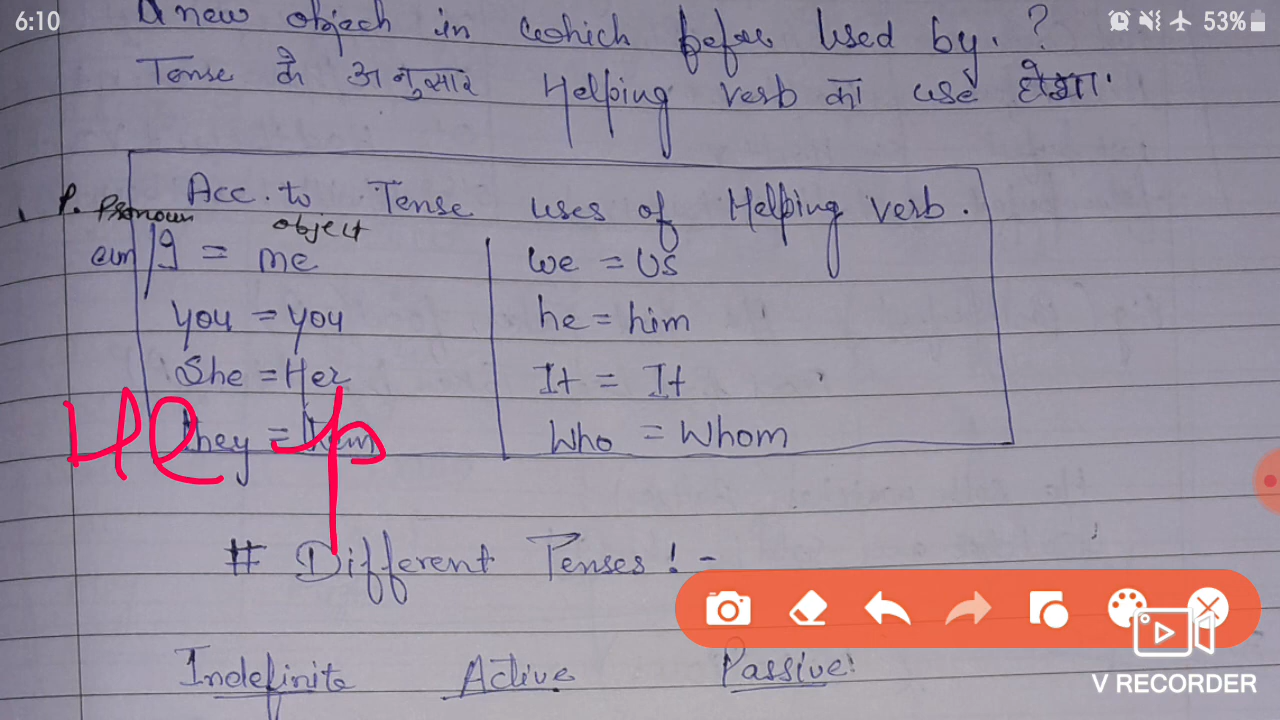 6:10
53%
A new object in which before used by. ?
Tense के अनुसार Helping verb का use होगा
Acc. to Tense uses of Helping verb.
P. Pronoun object
I = me
we = us
you = you
he = him
She = Her
It = It
they = them
Who = Whom
He p
# Different Tenses! -
Indefinite Active Passive!
V RECORDER